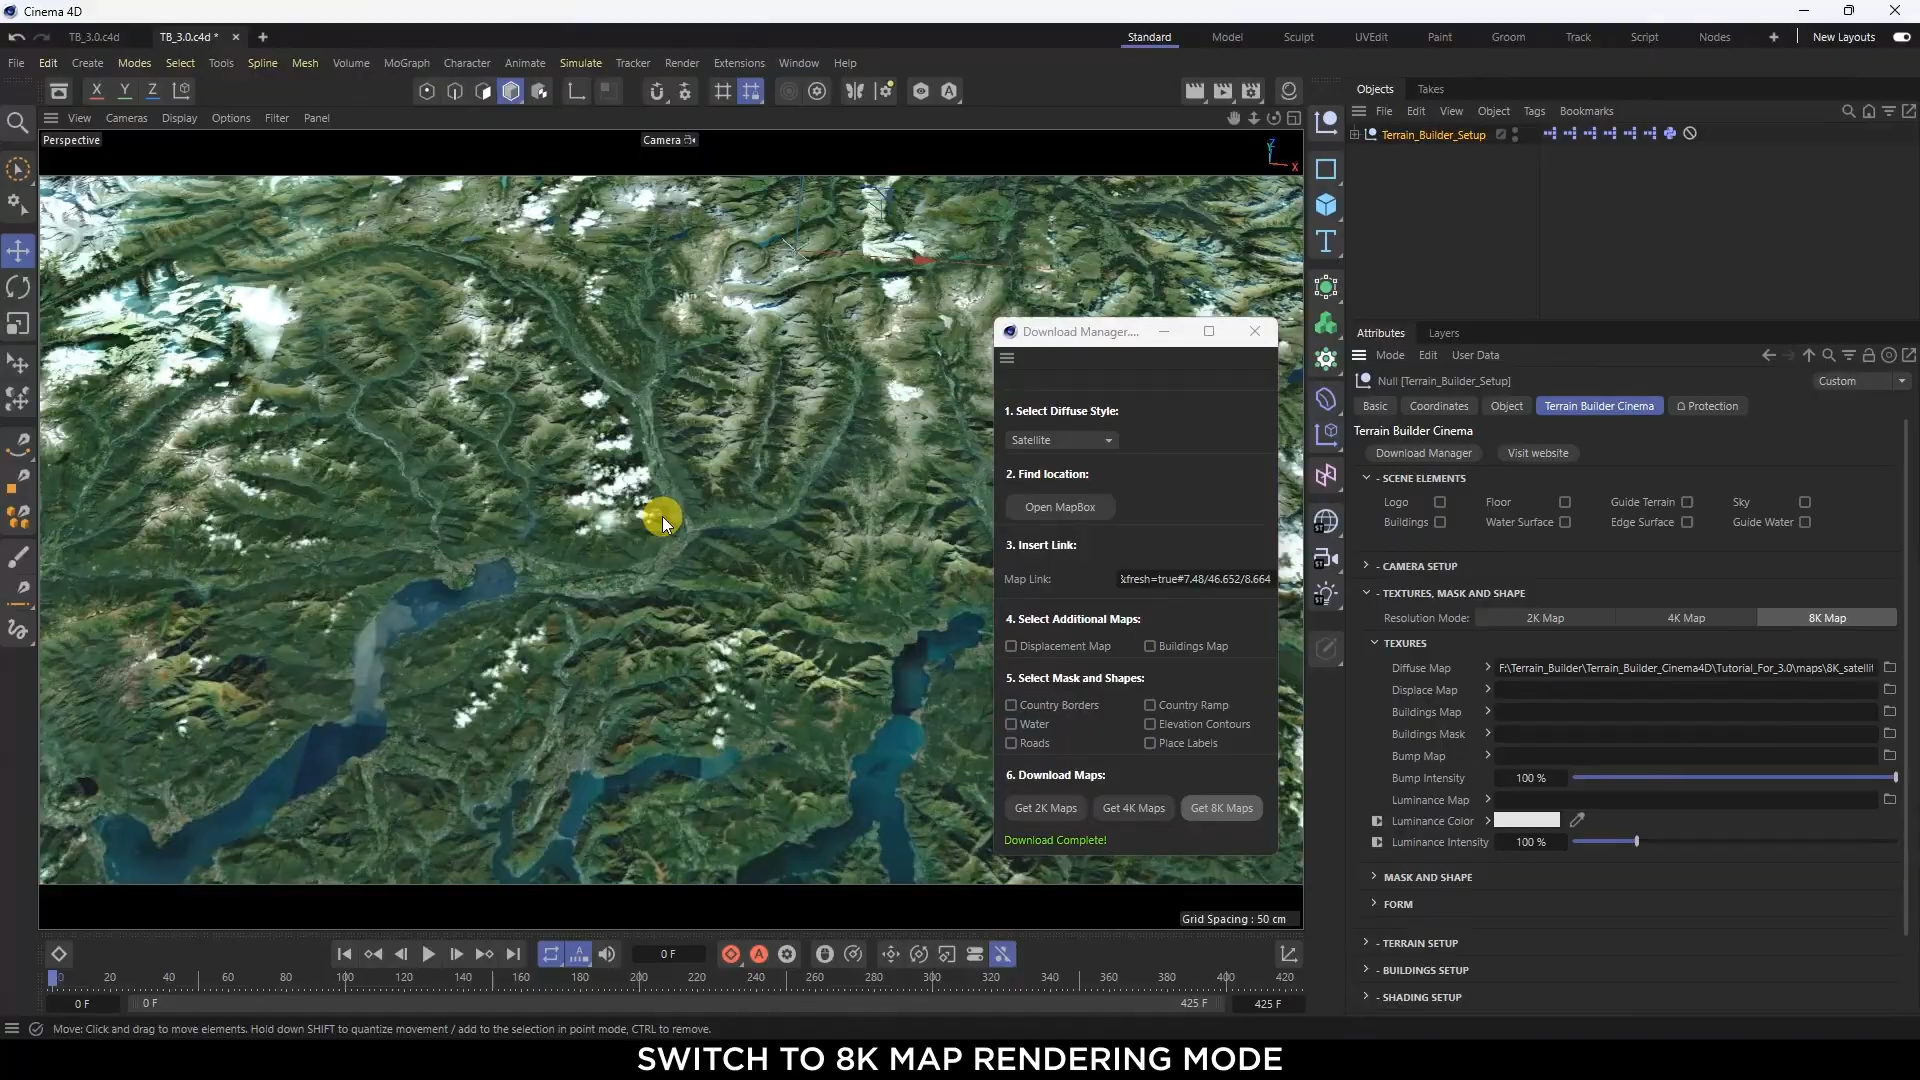 Cinema 4D
TB_3.0.c4d TB_3.0.c4d * Standard Model Sculpt UVEdit Paint Groom Track Script Nodes New Layouts
File Edit Create Modes Select Tools Spline Mesh Volume MoGraph Character Animate Simulate Tracker Render Extensions Window Help
X Y Z
View Cameras Display Options Filter Panel
Perspective
Camera
Objects Takes
File Edit View Object Tags Bookmarks
Terrain_Builder_Setup
Download Manager....
1. Select Diffuse Style:
Satellite
2. Find location:
Open MapBox
3. Insert Link:
Map Link: &fresh=true#7.48/46.652/8.664
4. Select Additional Maps:
Displacement Map Buildings Map
5. Select Mask and Shapes:
Country Borders Country Ramp
Water Elevation Contours
Roads Place Labels
6. Download Maps:
Get 2K Maps Get 4K Maps Get 8K Maps
Download Complete!
Grid Spacing : 50 cm
Attributes Layers
Mode Edit User Data
Null [Terrain_Builder_Setup] Custom
Basic Coordinates Object Terrain Builder Cinema Protection
Terrain Builder Cinema
Download Manager Visit website
- SCENE ELEMENTS
Logo Floor Guide Terrain Sky
Buildings Water Surface Edge Surface Guide Water
- CAMERA SETUP
- TEXTURES, MASK AND SHAPE
Resolution Mode: 2K Map 4K Map 8K Map
TEXURES
Diffuse Map F:\Terrain_Builder\Terrain_Builder_Cinema4D\Tutorial_For_3.0\maps\8K_satellit
Displace Map
Buildings Map
Buildings Mask
Bump Map
Bump Intensity 100 %
Luminance Map
Luminance Color
Luminance Intensity 100 %
MASK AND SHAPE
FORM
- TERRAIN SETUP
- BUILDINGS SETUP
- SHADING SETUP
0 F
0 20 40 60 80 100 120 140 160 180 200 220 240 260 280 300 320 340 360 380 400 420
0 F 0 F 425 F 425 F
Move: Click and drag to move elements. Hold down SHIFT to quantize movement / add to the selection in point mode, CTRL to remove.
SWITCH TO 8K MAP RENDERING MODE